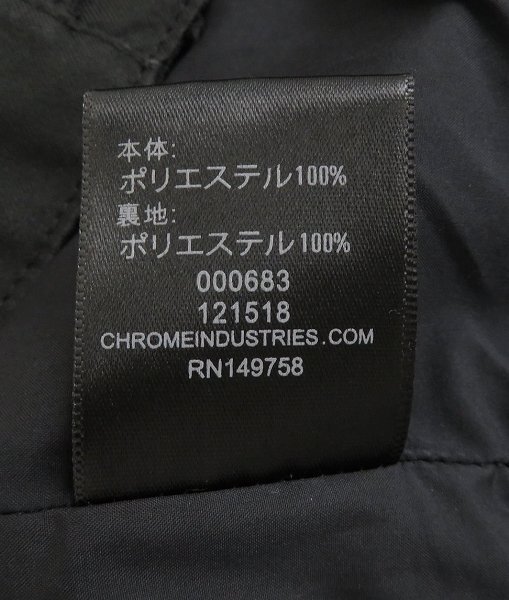 本体:
ポリエステル100%
裏地:
ポリエステル100%
000683
121518
CHROMEINDUSTRIES.COM
RN149758